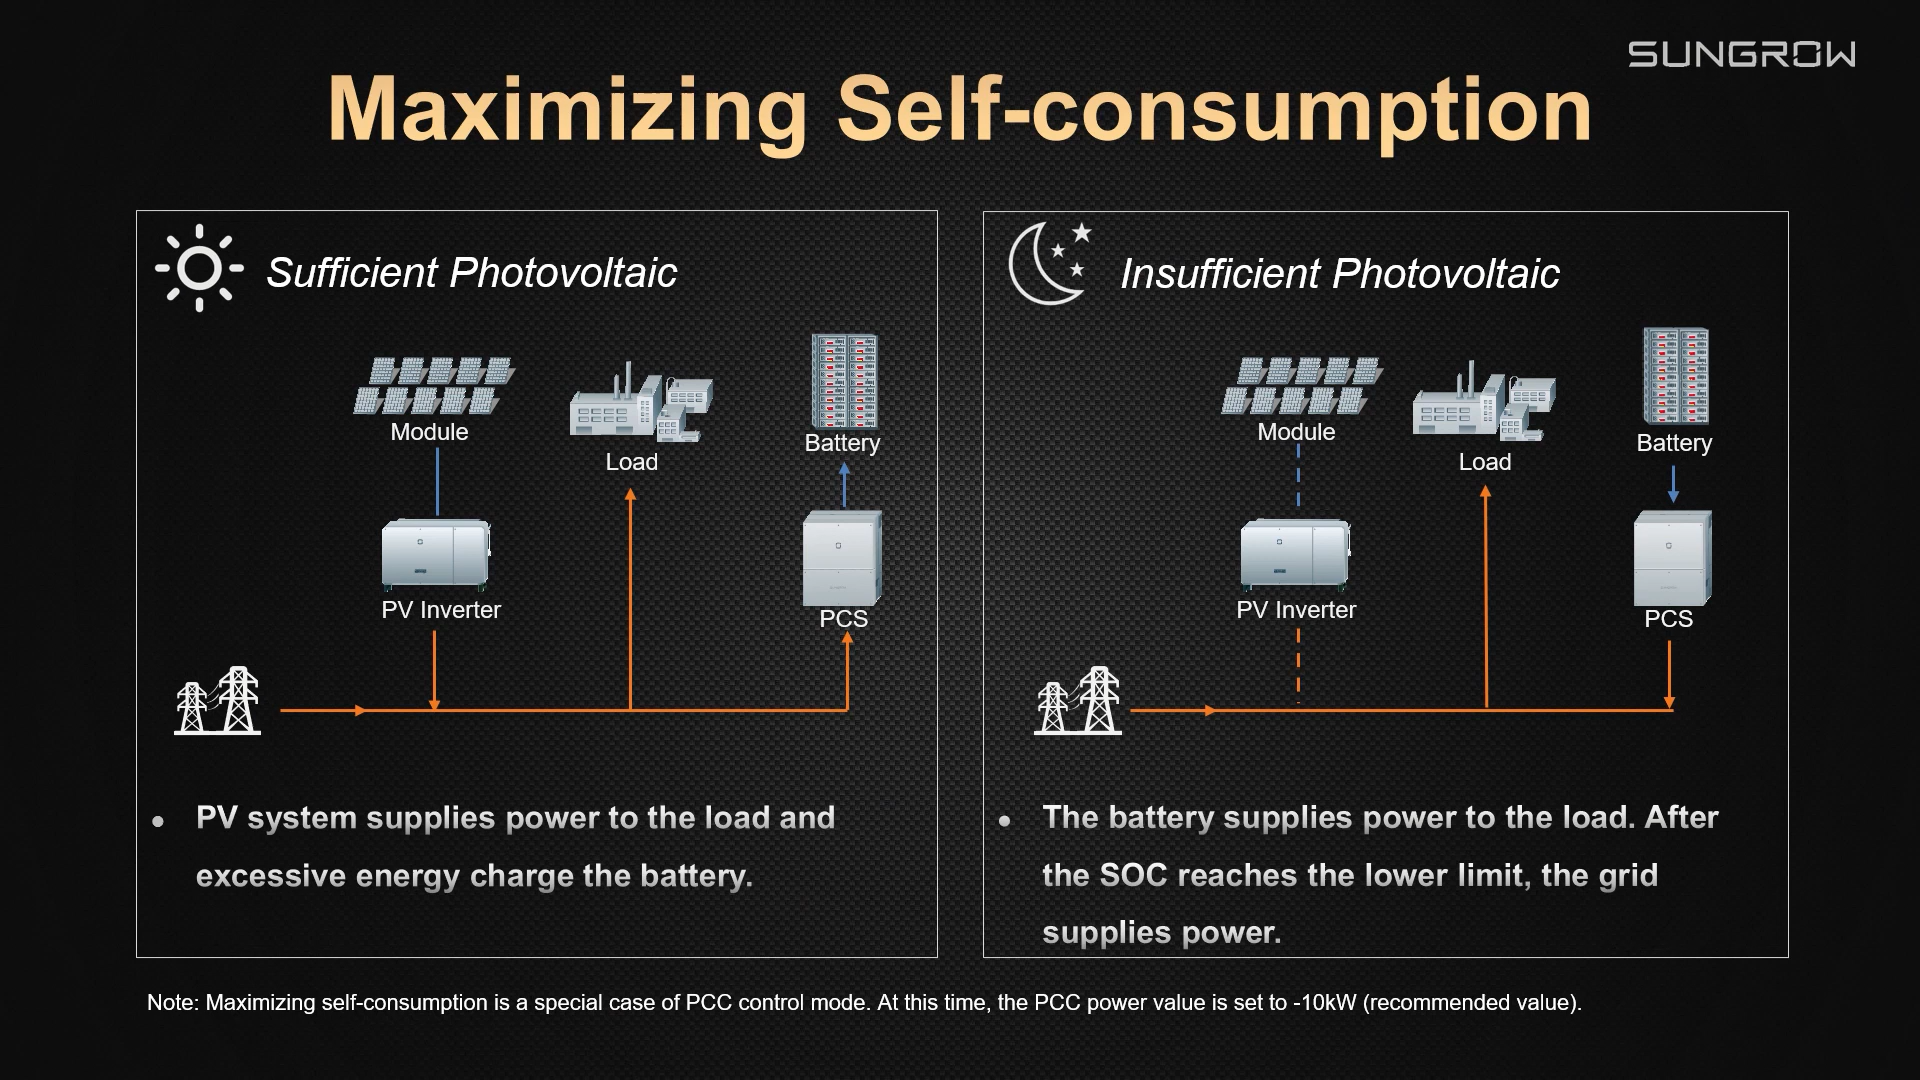 SUNGROW
Maximizing Self-consumption
Sufficient Photovoltaic
Module
Load
Battery
PV Inverter
PCS
PV system supplies power to the load and
excessive energy charge the battery.
Insufficient Photovoltaic
Module
Load
Battery
PV Inverter
PCS
The battery supplies power to the load. After
the SOC reaches the lower limit, the grid
supplies power.
Note: Maximizing self-consumption is a special case of PCC control mode. At this time, the PCC power value is set to -10kW (recommended value).